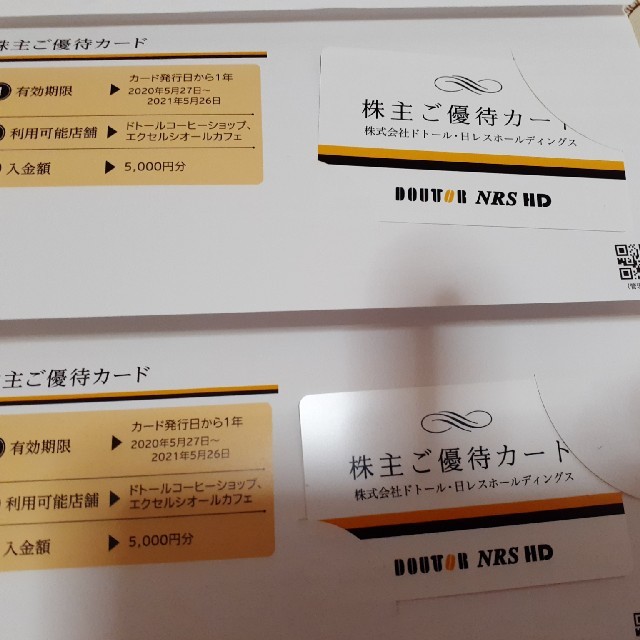 株主ご優待カード
有効期限
カード発行日から1年
2020年5月27日～
2021年5月26日
利用可能店舗
ドトールコーヒーショップ、
エクセルシオールカフェ
入金額
5,000円分
株主ご優待カード
株式会社ドトール・日レスホールディングス
DOUTOR NRS HD
主ご優待カード
有効期限
カード発行日から1年
2020年5月27日～
2021年5月26日
利用可能店舗
ドトールコーヒーショップ、
エクセルシオールカフェ
入金額
5,000円分
株主ご優待カード
株式会社ドトール・日レスホールディングス
DOUTOR NRS HD